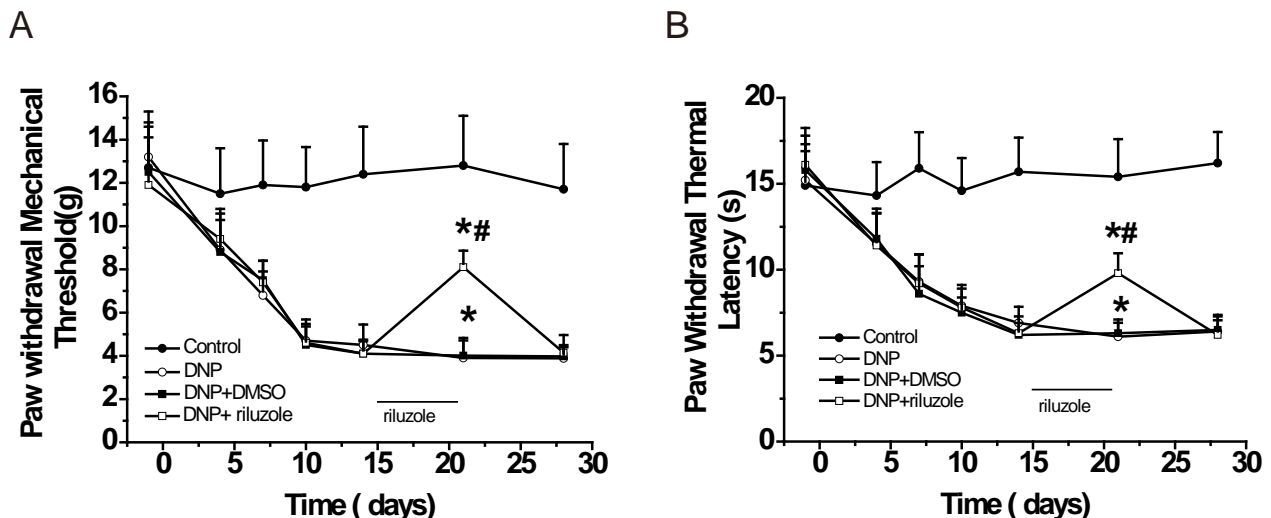 A
B
Paw withdrawal Mechanical
Threshold(g)
16
14
12
10
8
6
4
2
0
*#
*
Control
DNP
DNP+DMSO
DNP+ riluzole
riluzole
0 5 10 15 20 25 30
Time ( days)
Paw Withdrawal Thermal
Latency (s)
20
15
10
5
0
*#
*
Control
DNP
DNP+DMSO
DNP+riluzole
riluzole
0 5 10 15 20 25 30
Time ( days)